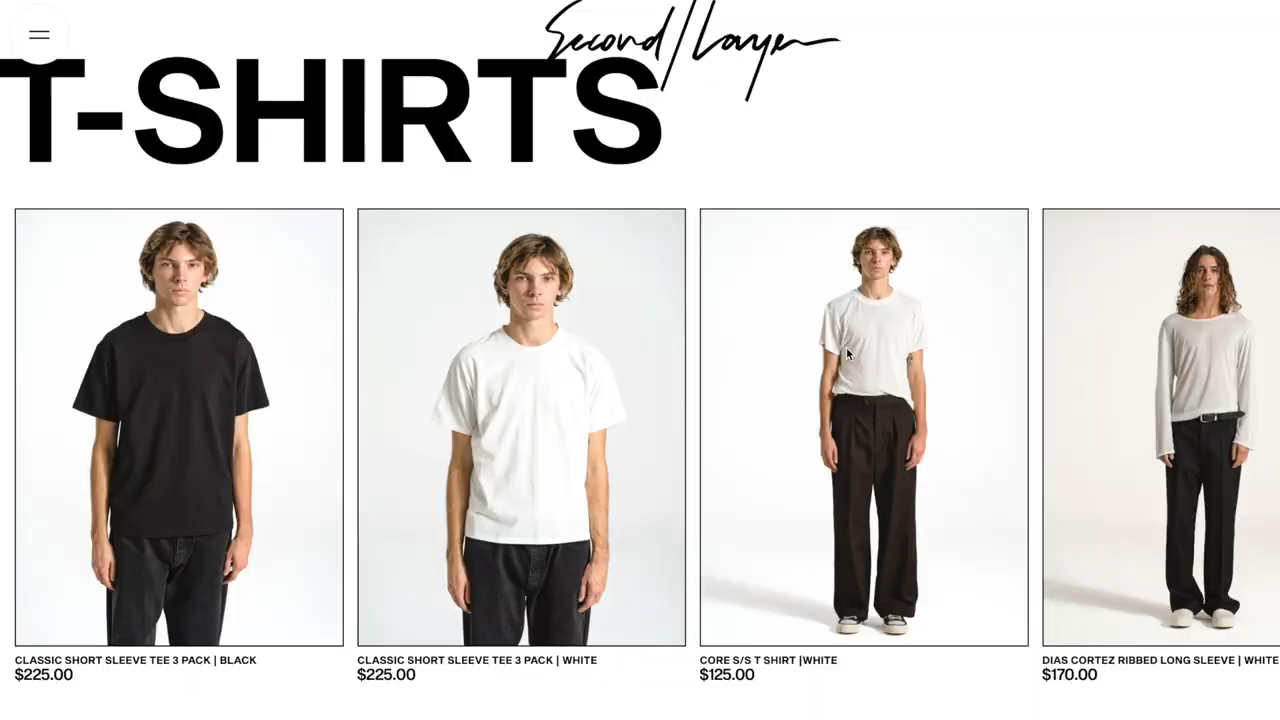 Second/Layer
T-SHIRTS
CLASSIC SHORT SLEEVE TEE 3 PACK | BLACK
$225.00
CLASSIC SHORT SLEEVE TEE 3 PACK | WHITE
$225.00
CORE S/S T SHIRT |WHITE
$125.00
DIAS CORTEZ RIBBED LONG SLEEVE | WHITE
$170.00